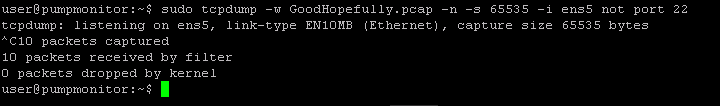 user@pumpmonitor:~$ sudo tcpdump -w GoodHopefully.pcap -n -s 65535 -i ens5 not port 22
tcpdump: listening on ens5, link-type EN10MB (Ethernet), capture size 65535 bytes
^C10 packets captured
10 packets received by filter
0 packets dropped by kernel
user@pumpmonitor:~$